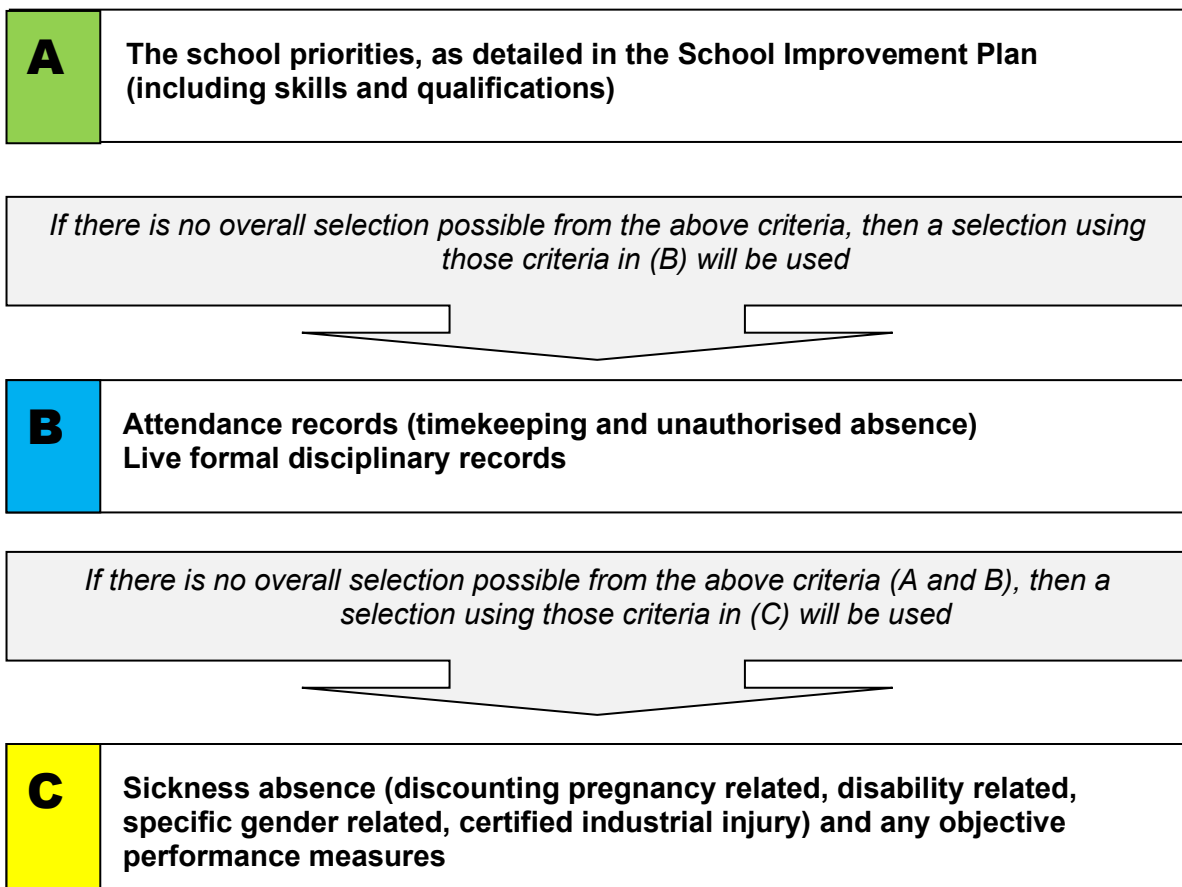 A
The school priorities, as detailed in the School Improvement Plan
(including skills and qualifications)
If there is no overall selection possible from the above criteria, then a selection using
those criteria in (B) will be used
B
Attendance records (timekeeping and unauthorised absence)
Live formal disciplinary records
If there is no overall selection possible from the above criteria (A and B), then a
selection using those criteria in (C) will be used
C
Sickness absence (discounting pregnancy related, disability related,
specific gender related, certified industrial injury) and any objective
performance measures